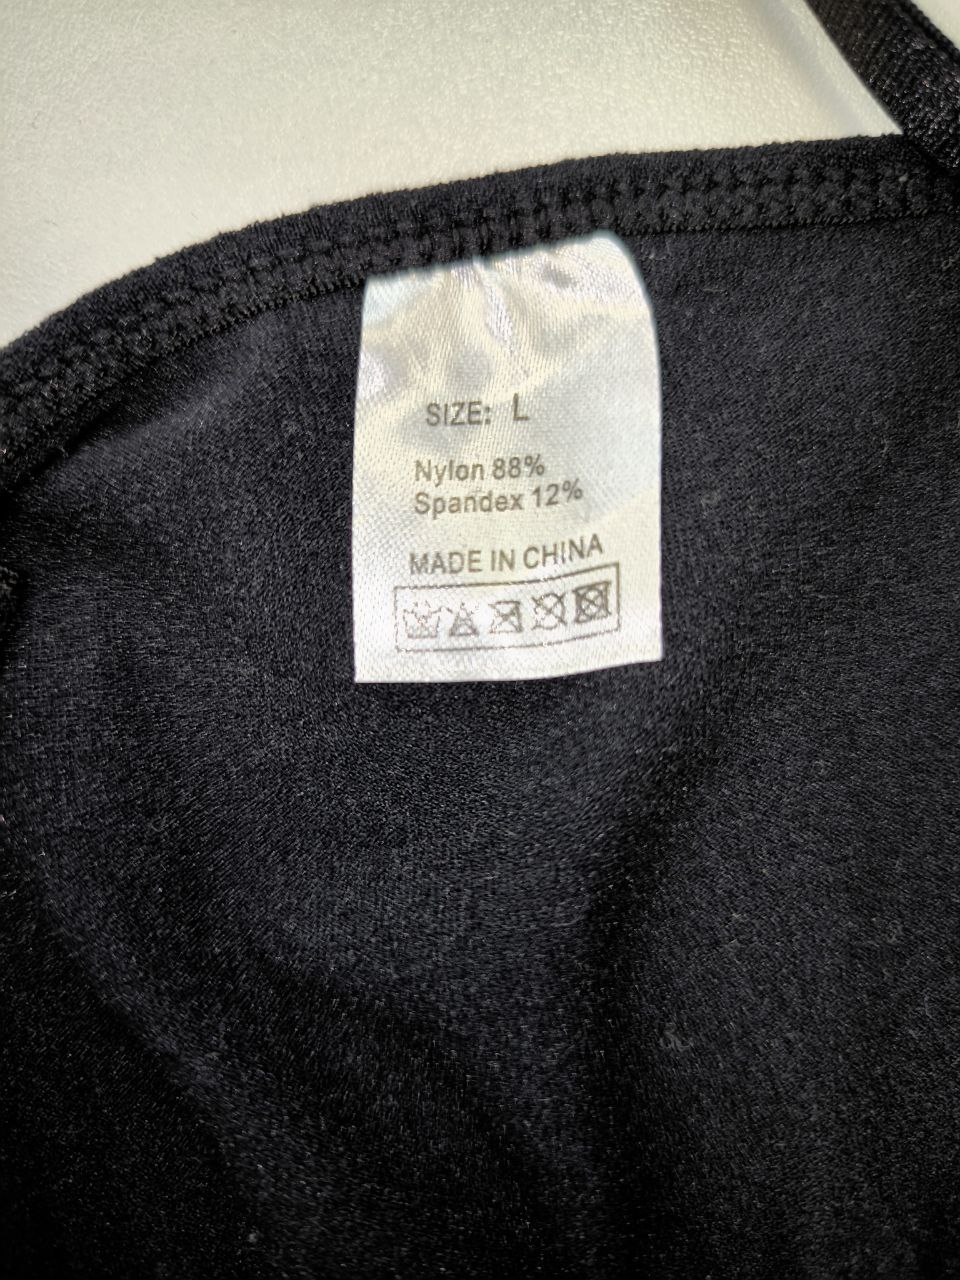 SIZE: L
Nylon 88%
Spandex 12%
MADE IN CHINA